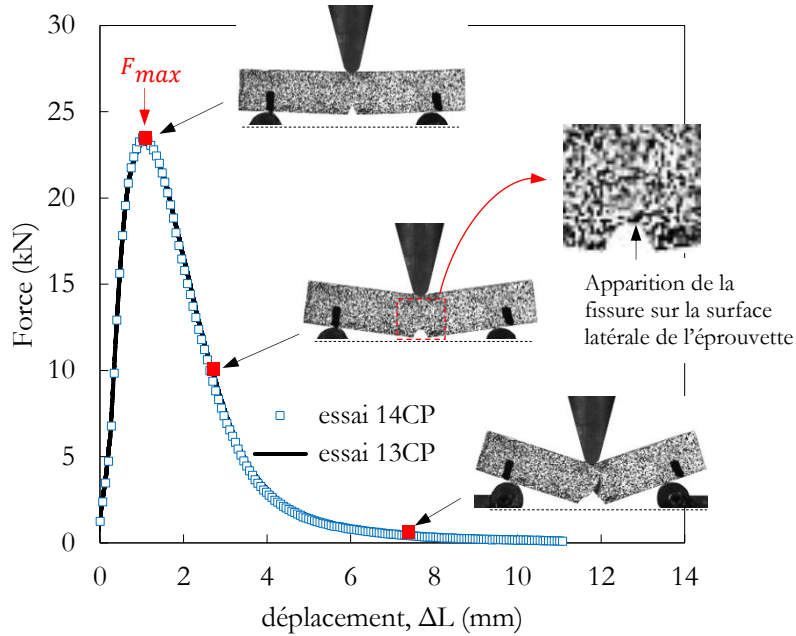 30
25
20
15
10
5
0
Force (kN)
F_max
Apparition de la
fissure sur la surface
latérale de l'éprouvette
essai 14CP
essai 13CP
0 2 4 6 8 10 12 14
déplacement, ΔL (mm)